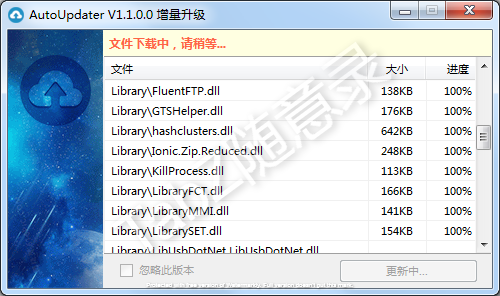 AutoUpdater V1.1.0.0 增量升级
文件下载中，请稍等...
文件 大小 进度
Library\FluentFTP.dll 138KB 100%
Library\GTSHelper.dll 176KB 100%
Library\hashclusters.dll 642KB 100%
Library\Ionic.Zip.Reduced.dll 248KB 100%
Library\KillProcess.dll 113KB 100%
Library\LibraryFCT.dll 166KB 100%
Library\LibraryMMI.dll 141KB 100%
Library\LibrarySET.dll 154KB 100%
Library\LibUsbDotNet.LibUsbDotNet.dll
忽略此版本 更新中...
随意录